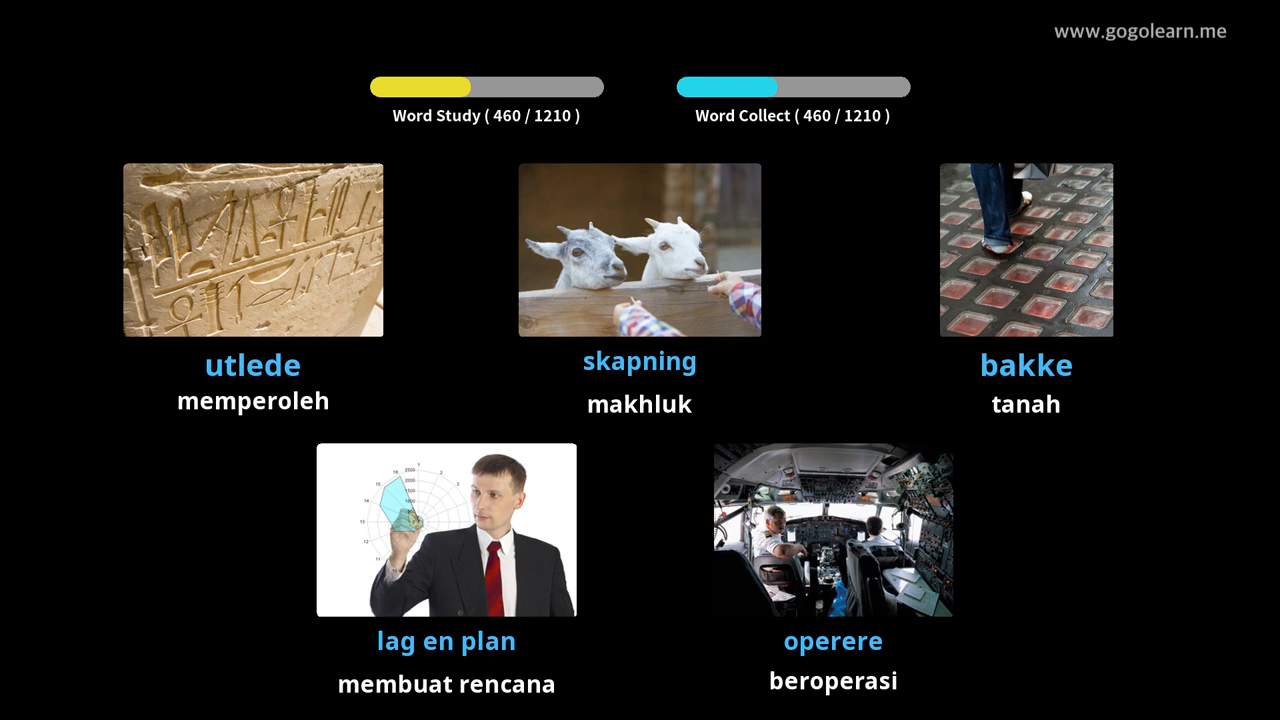 www.gogolearn.me
Word Study ( 460 / 1210 )
Word Collect ( 460 / 1210 )
utlede
memperoleh
skapning
makhluk
bakke
tanah
lag en plan
membuat rencana
operere
beroperasi